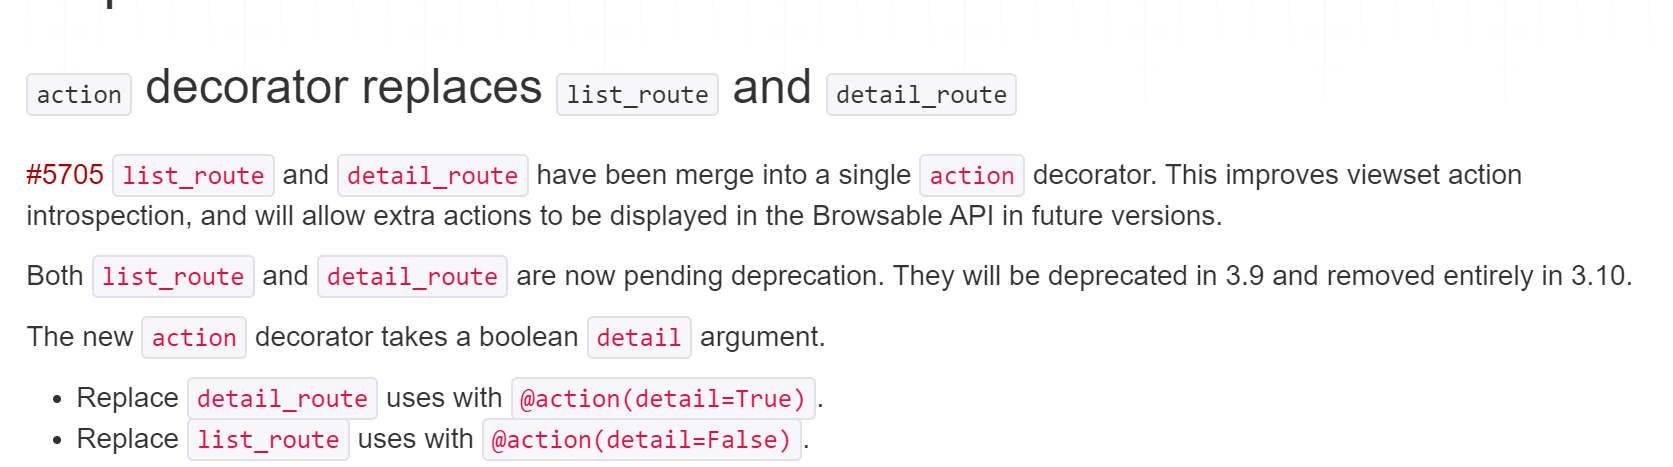 action decorator replaces list_route and detail_route
#5705 list_route and detail_route have been merge into a single action decorator. This improves viewset action
introspection, and will allow extra actions to be displayed in the Browsable API in future versions.
Both list_route and detail_route are now pending deprecation. They will be deprecated in 3.9 and removed entirely in 3.10.
The new action decorator takes a boolean detail argument.
• Replace detail_route uses with @action(detail=True).
• Replace list_route uses with @action(detail=False).